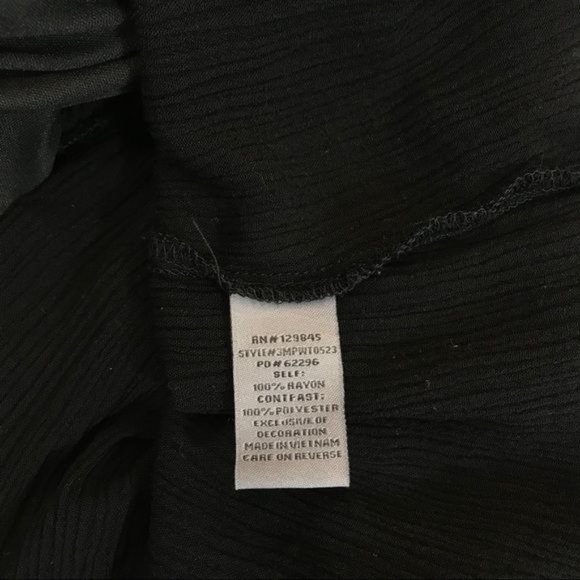 RN#129845
STYLE#3MPWT0523
PO#62296
SELF:
100% RAYON
CONTRAST:
100% POLYESTER
EXCLUSIVE OF
DECORATION
MADE IN VIETNAM
CARE ON REVERSE